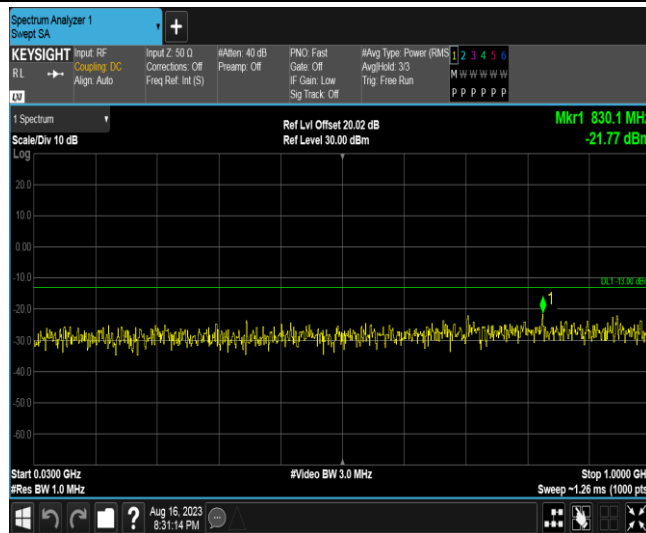 Spectrum Analyzer 1
Swept SA
+
KEYSIGHT
RL
LXI
Input: RF
Coupling: DC
Align: Auto
Input Z: 50 Ω
Corrections: Off
Freq Ref: Int (S)
#Atten: 40 dB
Preamp: Off
PNO: Fast
Gate: Off
IF Gain: Low
Sig Track: Off
#Avg Type: Power (RMS
Avg|Hold: 3/3
Trig: Free Run
1 2 3 4 5 6
M W W W W W
P P P P P P
1 Spectrum
Scale/Div 10 dB
Log
Ref Lvl Offset 20.02 dB
Ref Level 30.00 dBm
Mkr1 830.1 MHz
-21.77 dBm
20.0
10.0
0.00
-10.0
DL1 -13.00 dBm
-20.0
1
-30.0
-40.0
-50.0
-60.0
Start 0.0300 GHz
#Res BW 1.0 MHz
#Video BW 3.0 MHz
Stop 1.0000 GHz
Sweep ~1.26 ms (1000 pts
?
Aug 16, 2023
8:31:14 PM